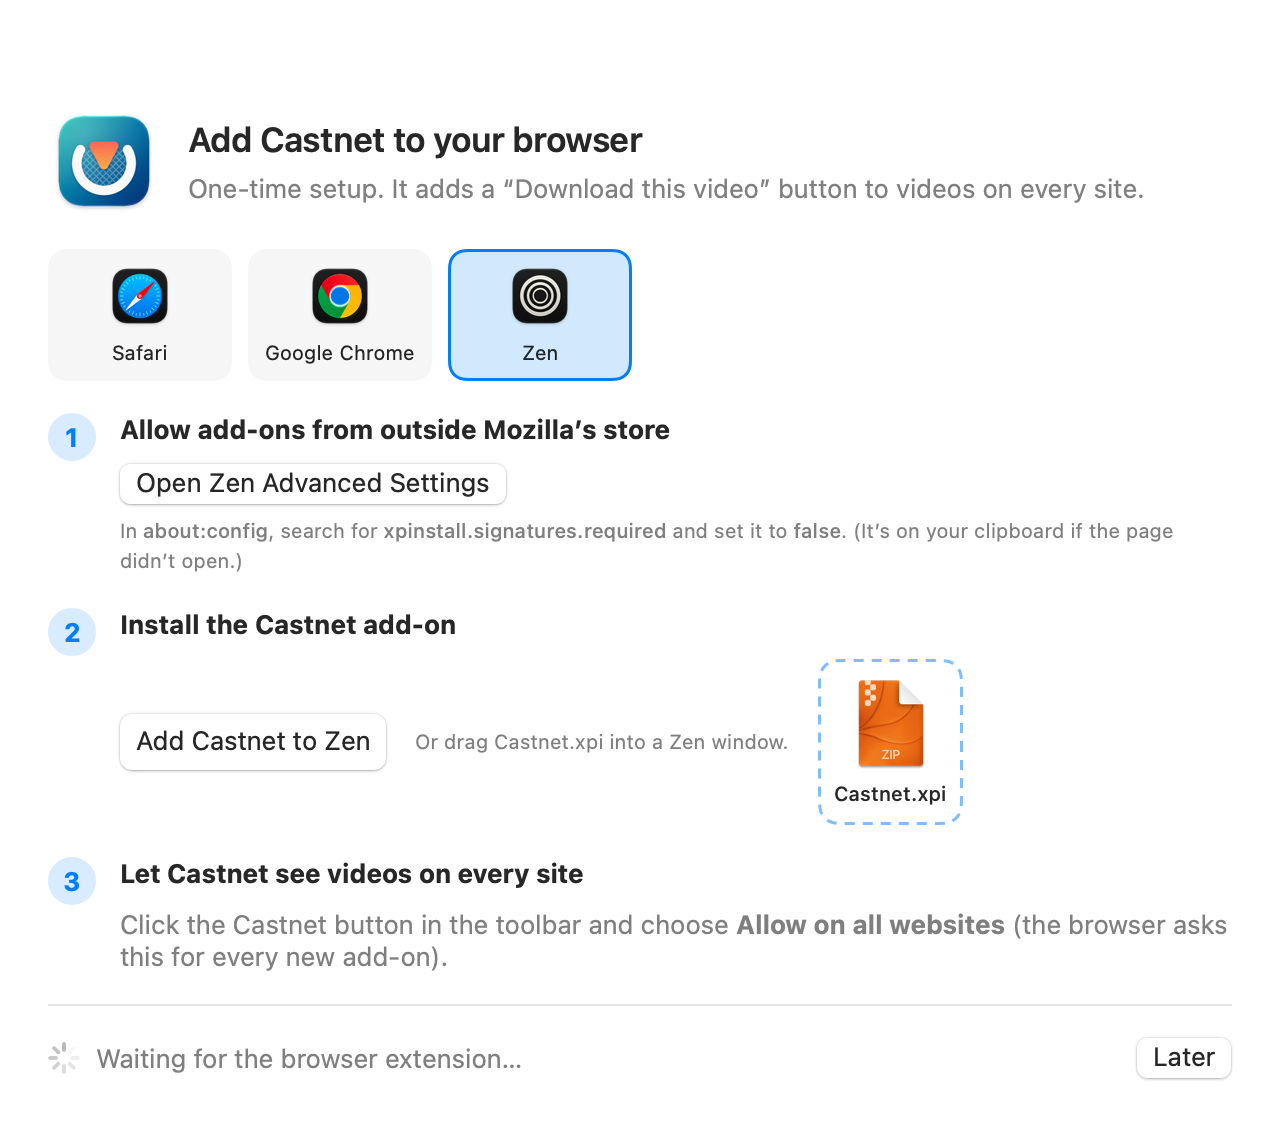 Add Castnet to your browser
One-time setup. It adds a “Download this video” button to videos on every site.
Safari
Google Chrome
Zen
1
Allow add-ons from outside Mozilla’s store
Open Zen Advanced Settings
In about:config, search for xpinstall.signatures.required and set it to false. (It’s on your clipboard if the page
didn’t open.)
2
Install the Castnet add-on
Add Castnet to Zen
Or drag Castnet.xpi into a Zen window.
ZIP
Castnet.xpi
3
Let Castnet see videos on every site
Click the Castnet button in the toolbar and choose Allow on all websites (the browser asks
this for every new add-on).
Waiting for the browser extension...
Later